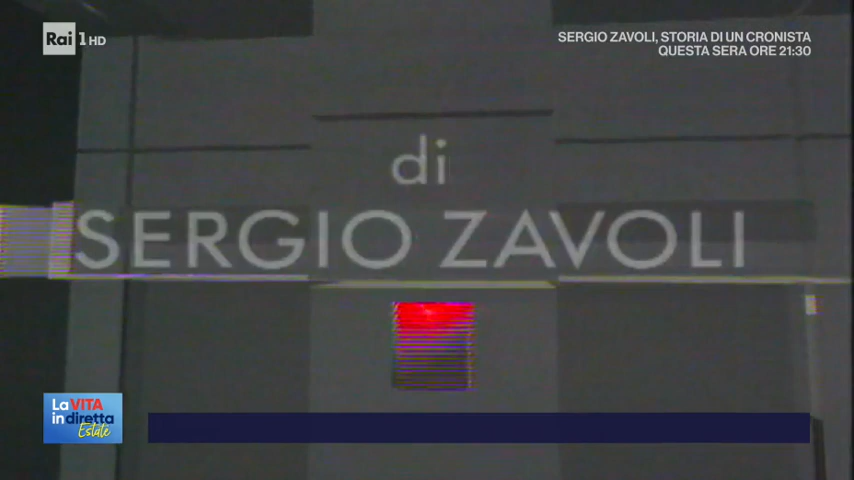 Rai 1 HD
SERGIO ZAVOLI, STORIA DI UN CRONISTA
QUESTA SERA ORE 21:30
di
SERGIO ZAVOLI
La VITA
in diretta
Estate